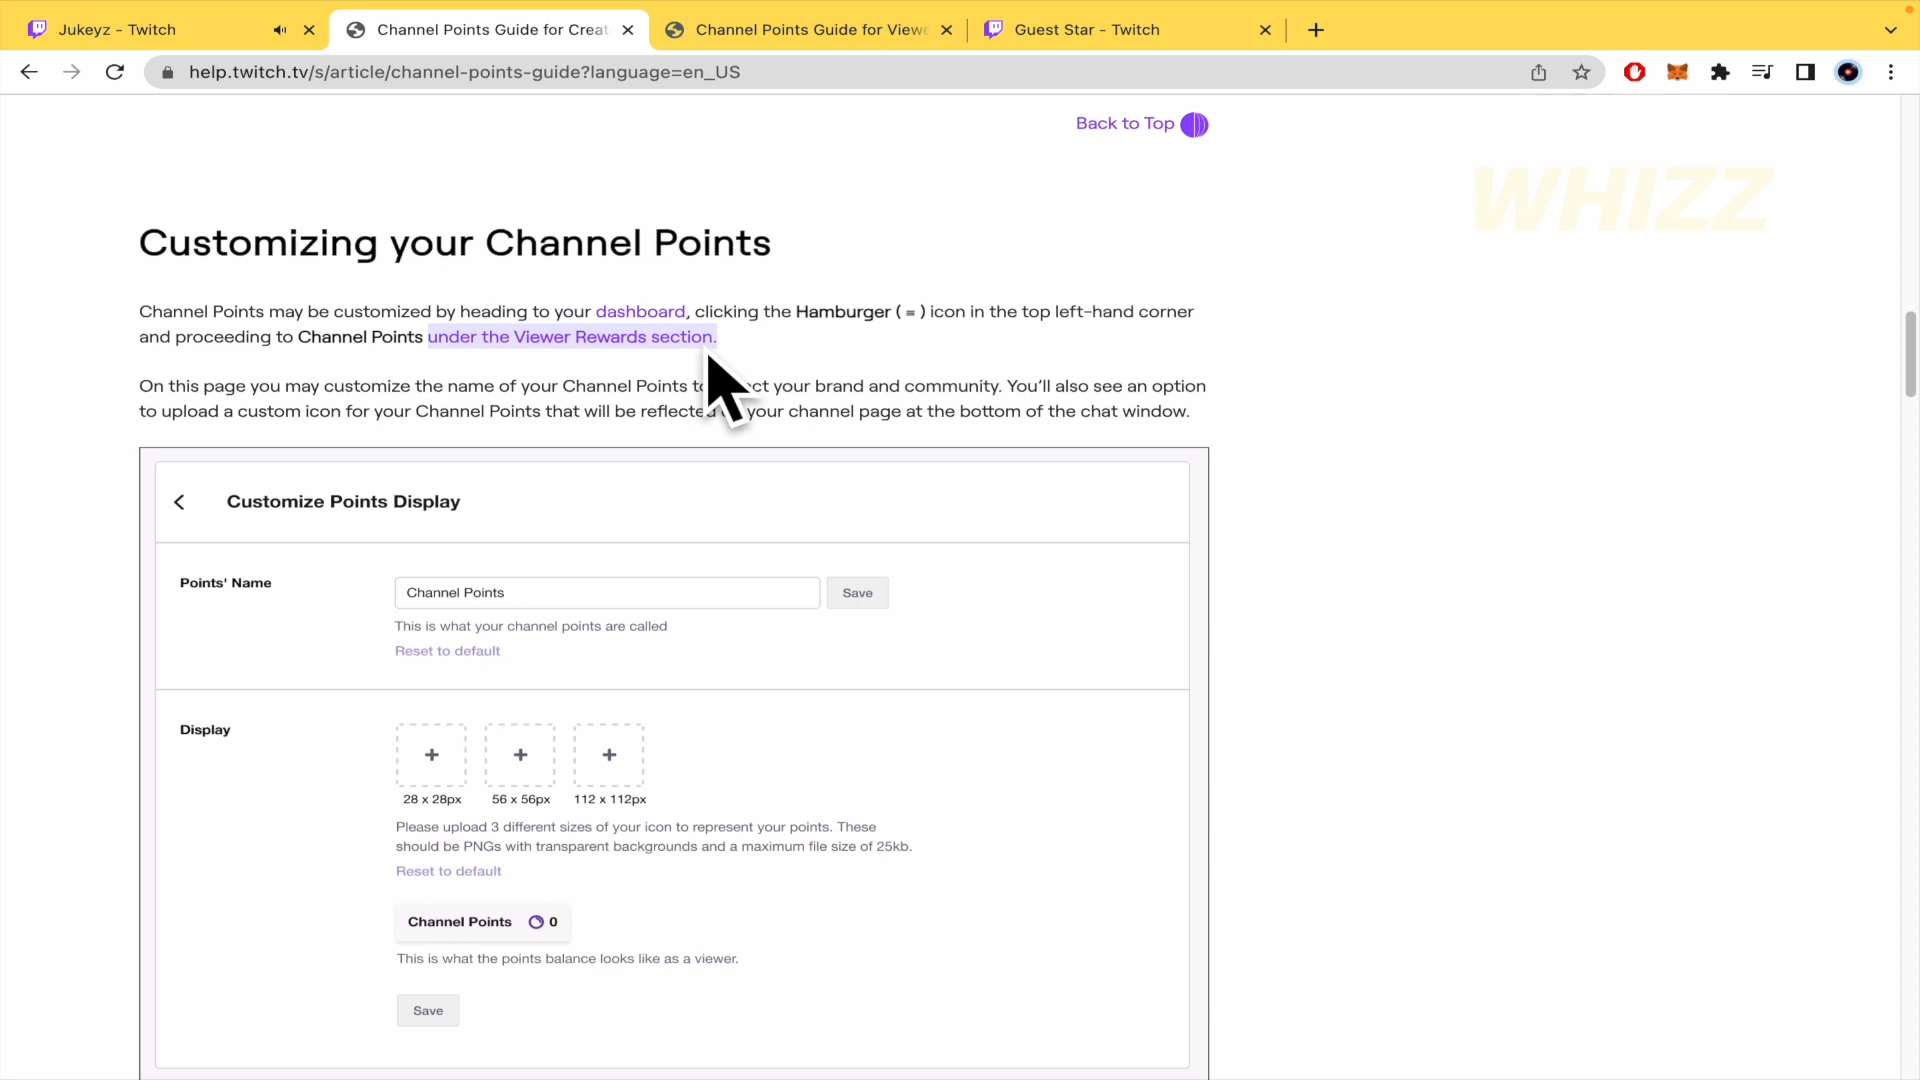 Jukeyz - Twitch
Channel Points Guide for Creat
Channel Points Guide for Viewe
Guest Star - Twitch
help.twitch.tv/s/article/channel-points-guide?language=en_US
Back to Top
WHIZZ
Customizing your Channel Points
Channel Points may be customized by heading to your dashboard, clicking the Hamburger ( = ) icon in the top left-hand corner
and proceeding to Channel Points under the Viewer Rewards section.
On this page you may customize the name of your Channel Points to ct your brand and community. You'll also see an option
to upload a custom icon for your Channel Points that will be reflected your channel page at the bottom of the chat window.
Customize Points Display
Points' Name
Channel Points
Save
This is what your channel points are called
Reset to default
Display
28 x 28px 56 x 56px 112 x 112px
Please upload 3 different sizes of your icon to represent your points. These
should be PNGs with transparent backgrounds and a maximum file size of 25kb.
Reset to default
Channel Points 0
This is what the points balance looks like as a viewer.
Save